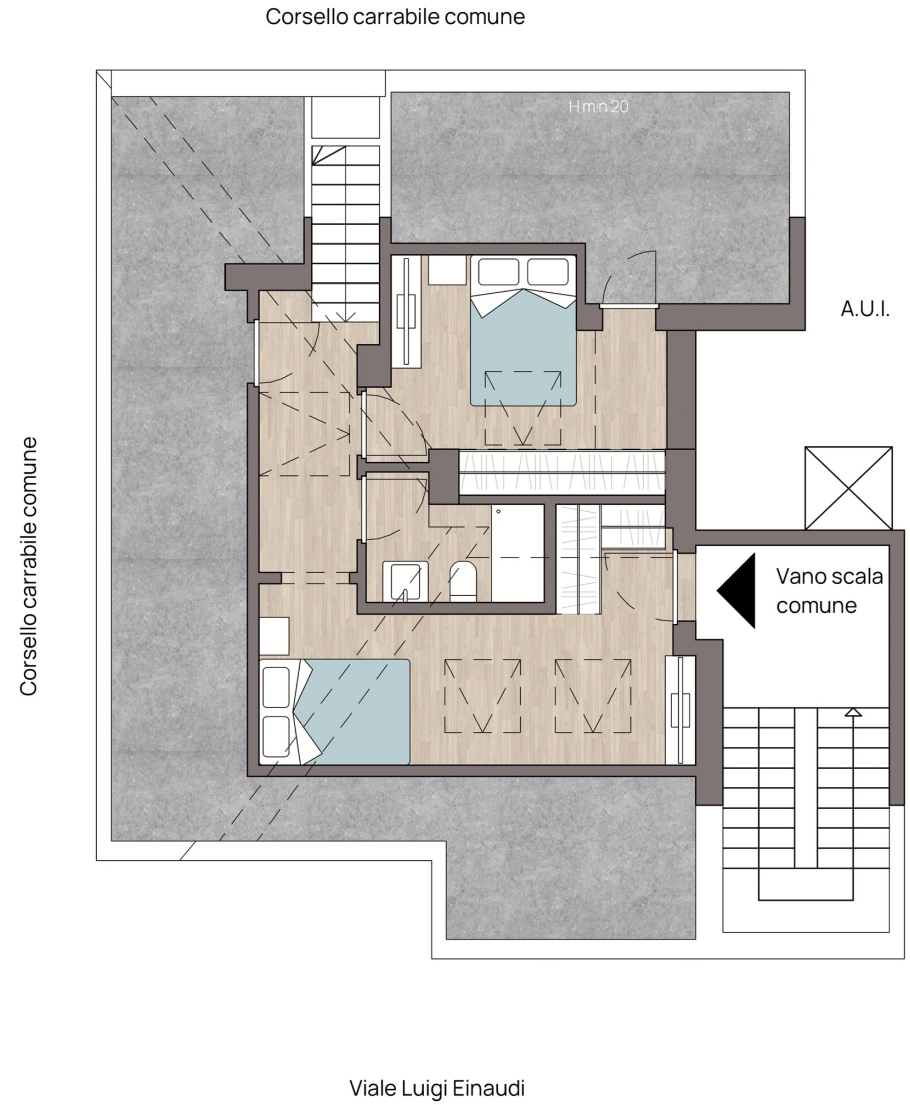 Corsello carrabile comune
H min 20
A.U.I.
Corsello carrabile comune
Vano scala
comune
Viale Luigi Einaudi